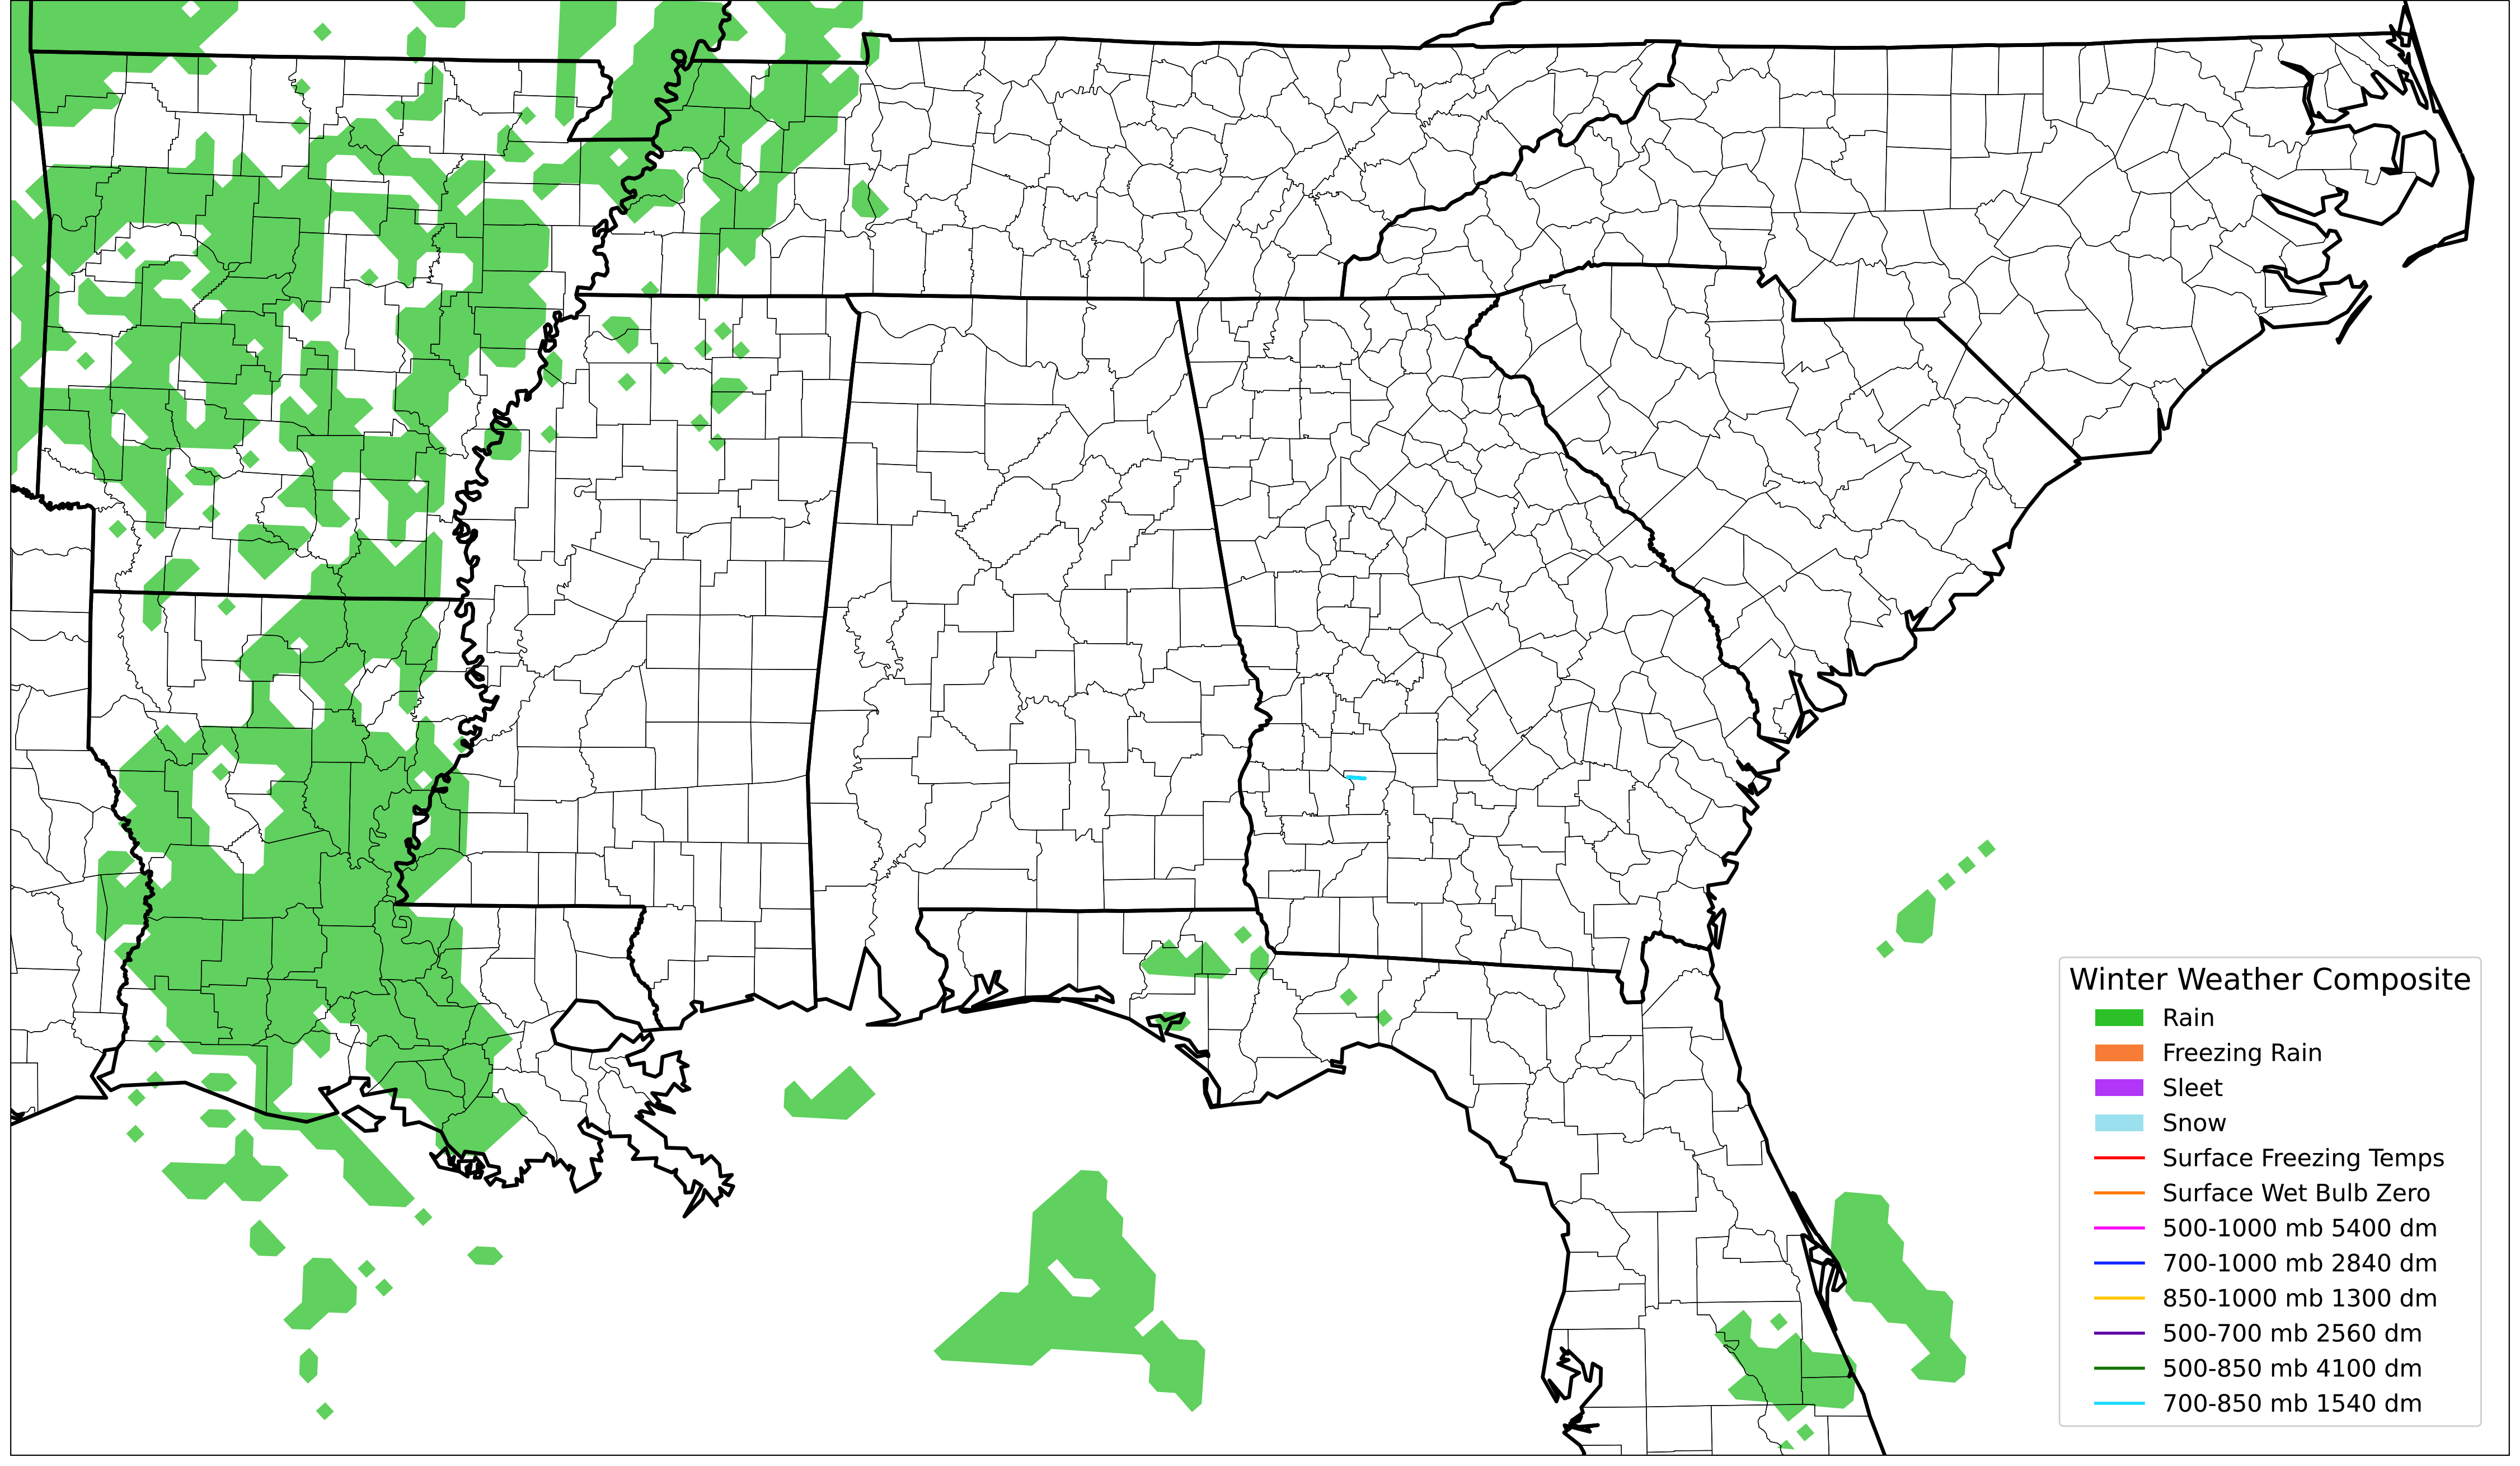 Winter Weather Composite
Rain
Freezing Rain
Sleet
Snow
Surface Freezing Temps
Surface Wet Bulb Zero
500-1000 mb 5400 dm
700-1000 mb 2840 dm
850-1000 mb 1300 dm
500-700 mb 2560 dm
500-850 mb 4100 dm
700-850 mb 1540 dm